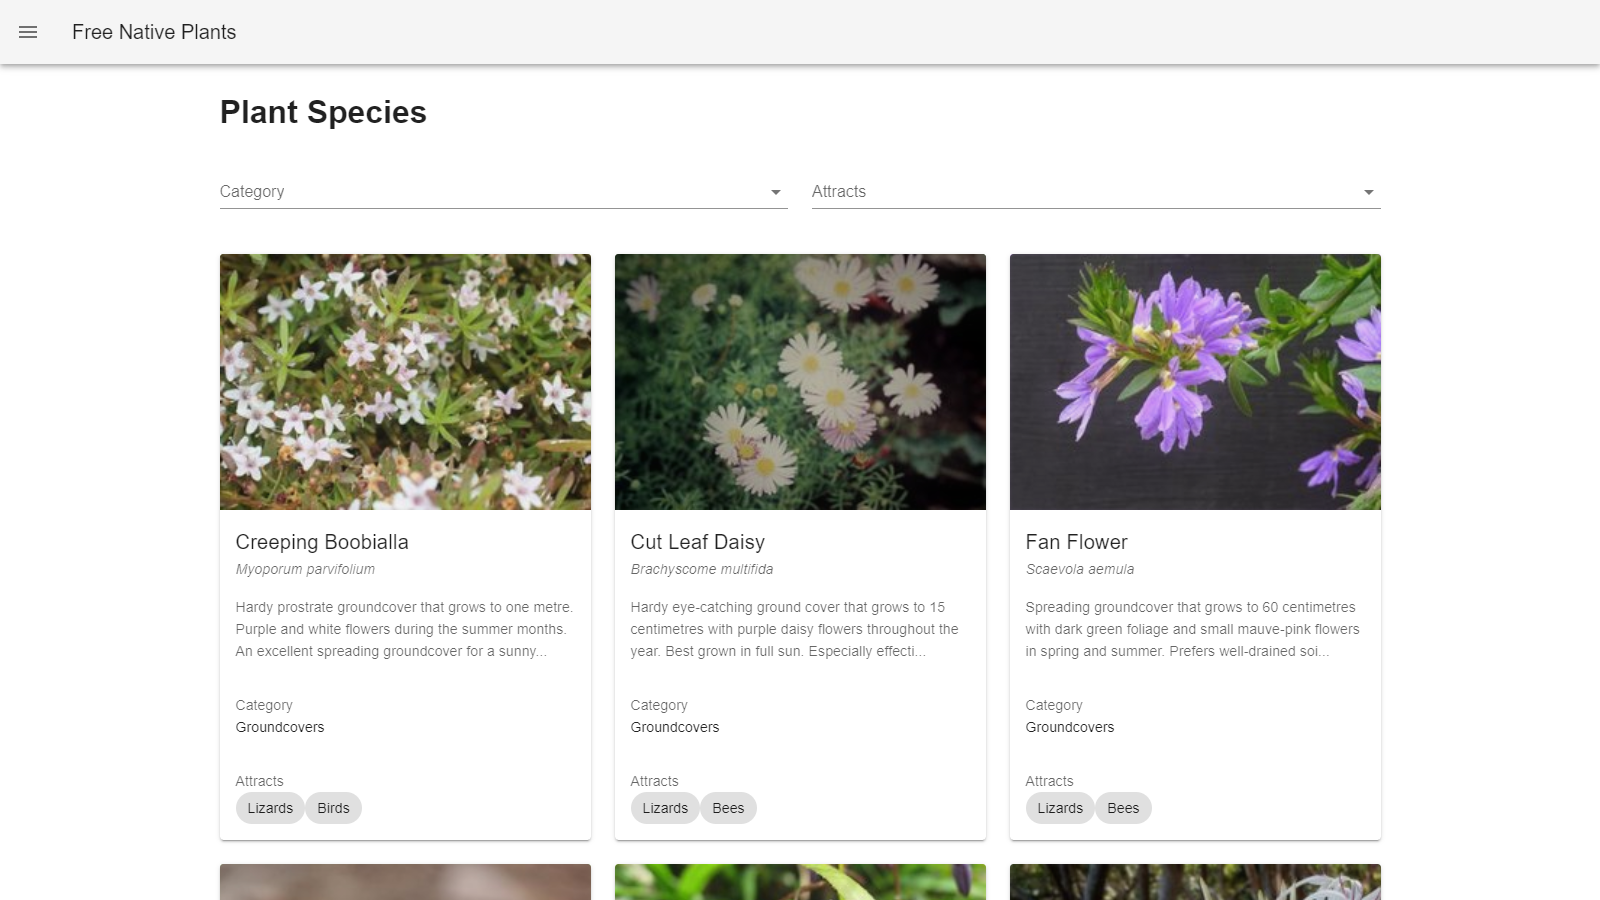 Free Native Plants
Plant Species
Category
Attracts
Creeping Boobialla
Myoporum parvifolium
Hardy prostrate groundcover that grows to one metre.
Purple and white flowers during the summer months.
An excellent spreading groundcover for a sunny...
Category
Groundcovers
Attracts
Lizards
Birds
Cut Leaf Daisy
Brachyscome multifida
Hardy eye-catching ground cover that grows to 15
centimetres with purple daisy flowers throughout the
year. Best grown in full sun. Especially effecti...
Category
Groundcovers
Attracts
Lizards
Bees
Fan Flower
Scaevola aemula
Spreading groundcover that grows to 60 centimetres
with dark green foliage and small mauve-pink flowers
in spring and summer. Prefers well-drained soi...
Category
Groundcovers
Attracts
Lizards
Bees